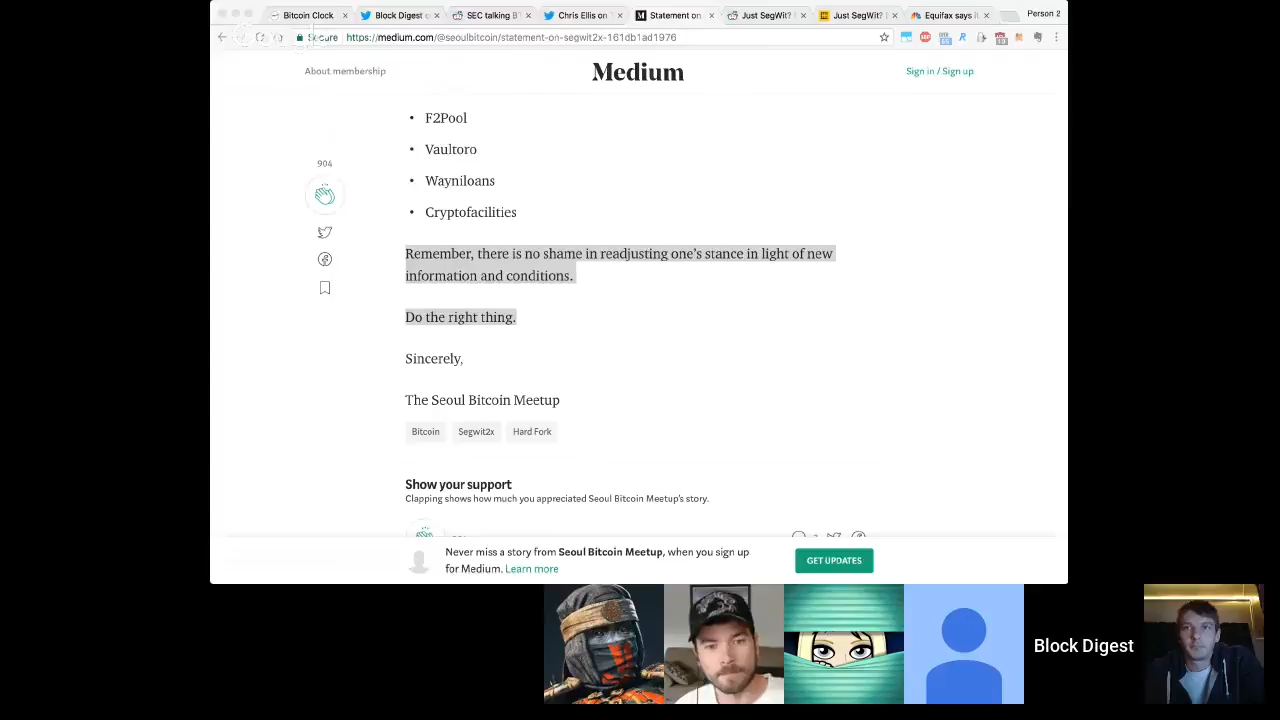 Bitcoin Clock
Block Digest
SEC talking
Chris Ellis on
Statement on
Just SegWit
Just SegWit? E
Equifax says i
Person 2
Secure https://medium.com/@seoulbitcoin/statement-on-segwit2x-161db1ad1976
About membership
Medium
Sign in / Sign up
• F2Pool
• Vaultoro
• Wayniloans
• Cryptofacilities
904
Remember, there is no shame in readjusting one's stance in light of new
information and conditions.
Do the right thing.
Sincerely,
The Seoul Bitcoin Meetup
Bitcoin
Segwit2x
Hard Fork
Show your support
Clapping shows how much you appreciated Seoul Bitcoin Meetup's story.
Never miss a story from Seoul Bitcoin Meetup, when you sign up
for Medium. Learn more
GET UPDATES
Block Digest